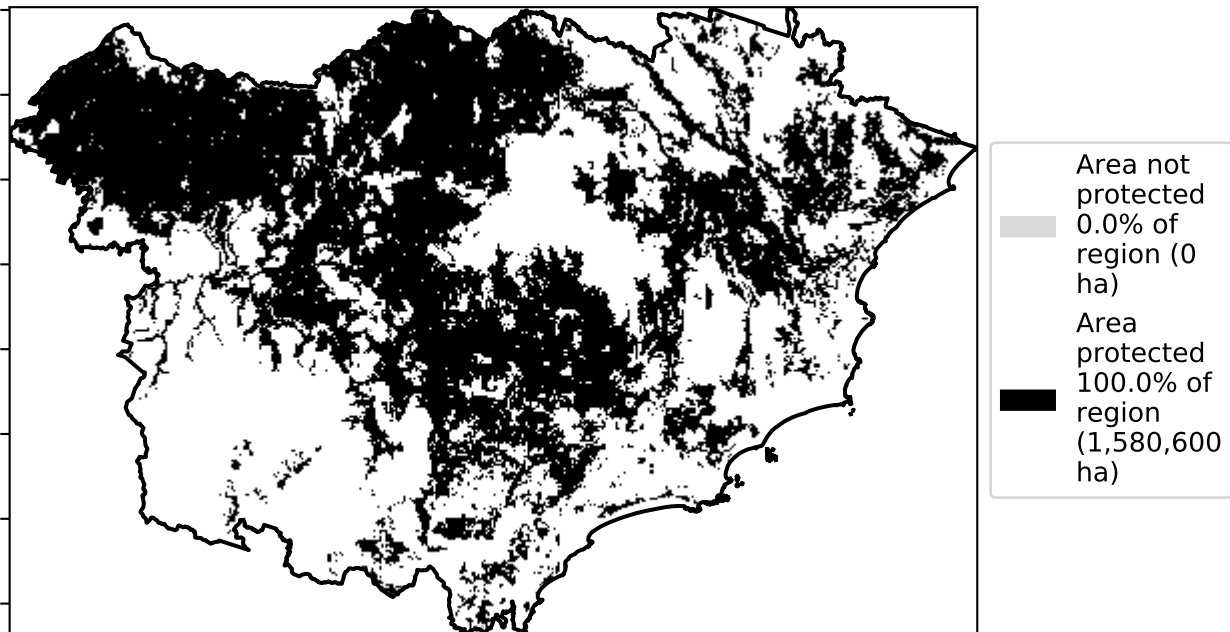 Area not
protected
0.0% of
region (0
ha)
Area
protected
100.0% of
region
(1,580,600
ha)